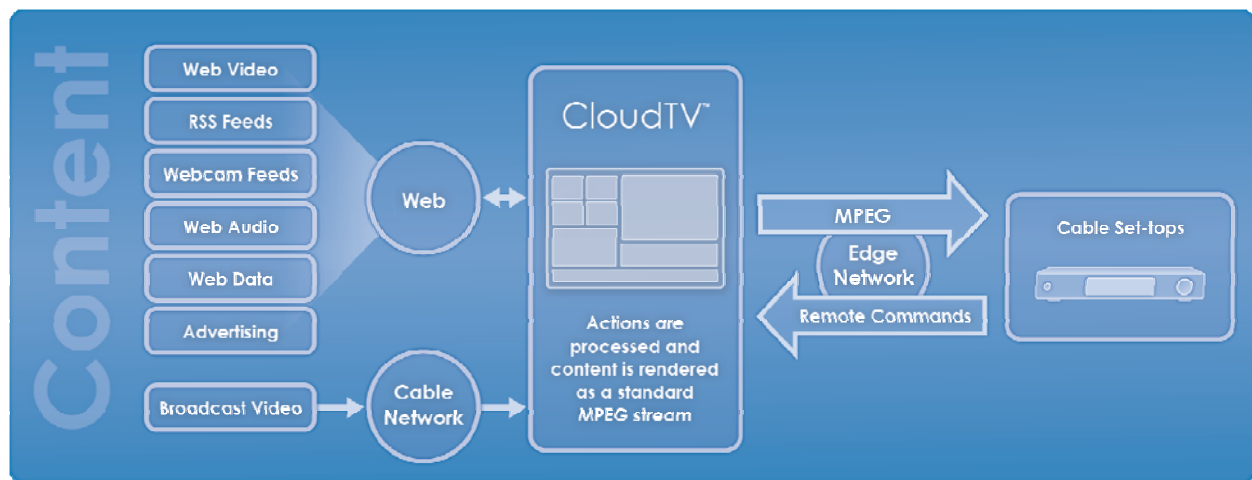 Content
Web Video
RSS Feeds
Webcam Feeds
Web Audio
Web Data
Advertising
Broadcast Video
Web
Cable
Network
CloudTV™
Actions are
processed and
content is rendered
as a standard
MPEG stream
MPEG
Edge
Network
Remote Commands
Cable Set-tops